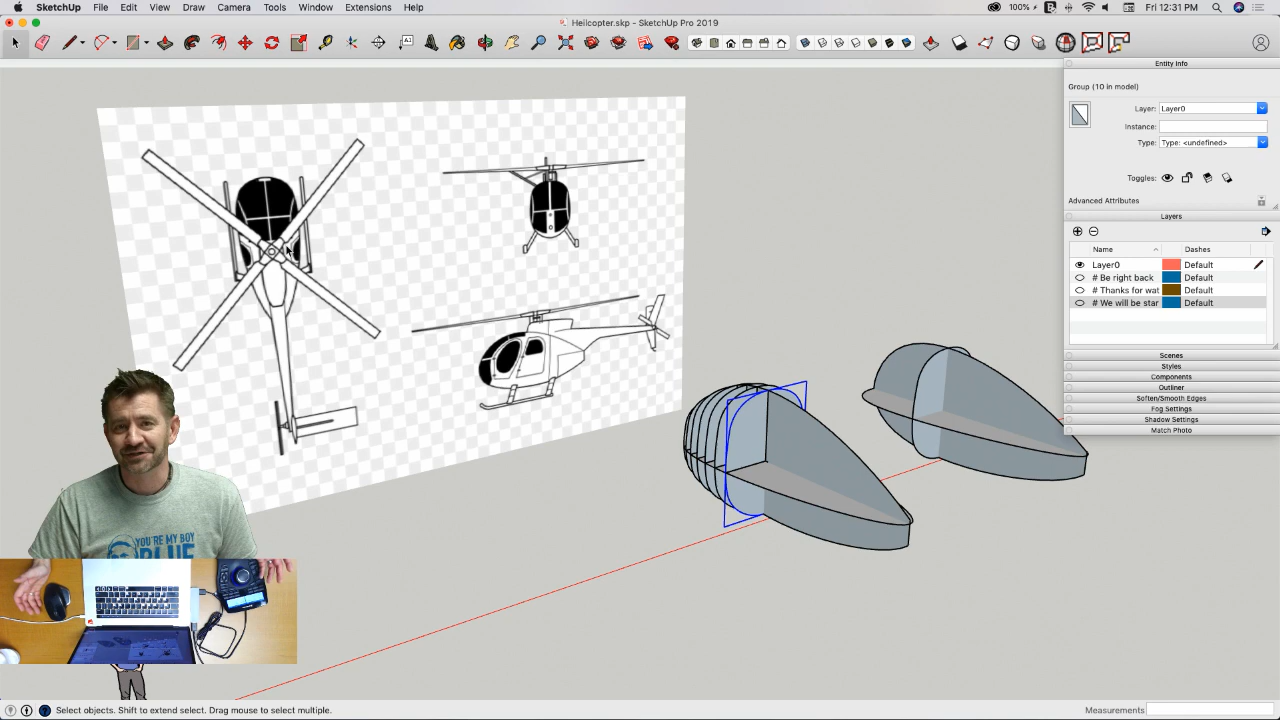 SketchUp File Edit View Draw Camera Tools Window Extensions Help 100% Fri 12:31 PM
Heilcopter.skp - SketchUp Pro 2019
Entity Info
Group (10 in model)
Layer: Layer0
Instance:
Type: Type: <undefined>
Toggles:
Advanced Attributes
Layers
Name Dashes
Layer0 Default
# Be right back Default
# Thanks for wat Default
# We will be star Default
Scenes
Styles
Components
Outliner
Soften/Smooth Edges
Fog Settings
Shadow Settings
Match Photo
YOU'RE MY BOY
BLUE
Select objects. Shift to extend select. Drag mouse to select multiple.
Measurements